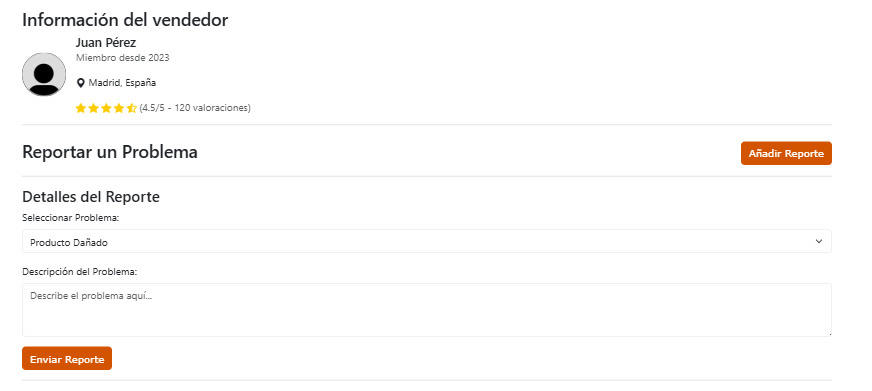 Información del vendedor
Juan Pérez
Miembro desde 2023
Madrid, España
(4.5/5 - 120 valoraciones)
Reportar un Problema
Añadir Reporte
Detalles del Reporte
Seleccionar Problema:
Producto Dañado
Descripción del Problema:
Describe el problema aquí...
Enviar Reporte